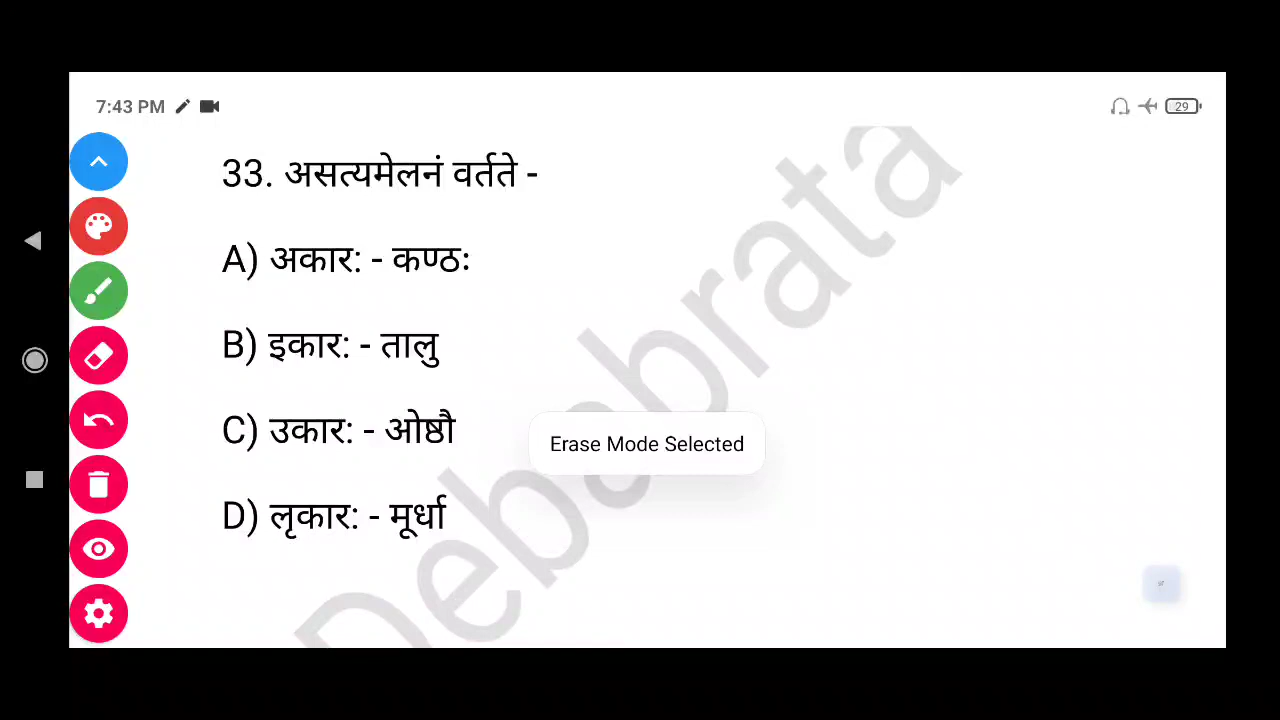 7:43 PM
29
33. असत्यमेलनं वर्तते -
A) अकार: - कण्ठः
B) इकार: - तालु
C) उकार: - ओष्ठौ
Erase Mode Selected
D) लृकार: - मूर्धा
Debabrata